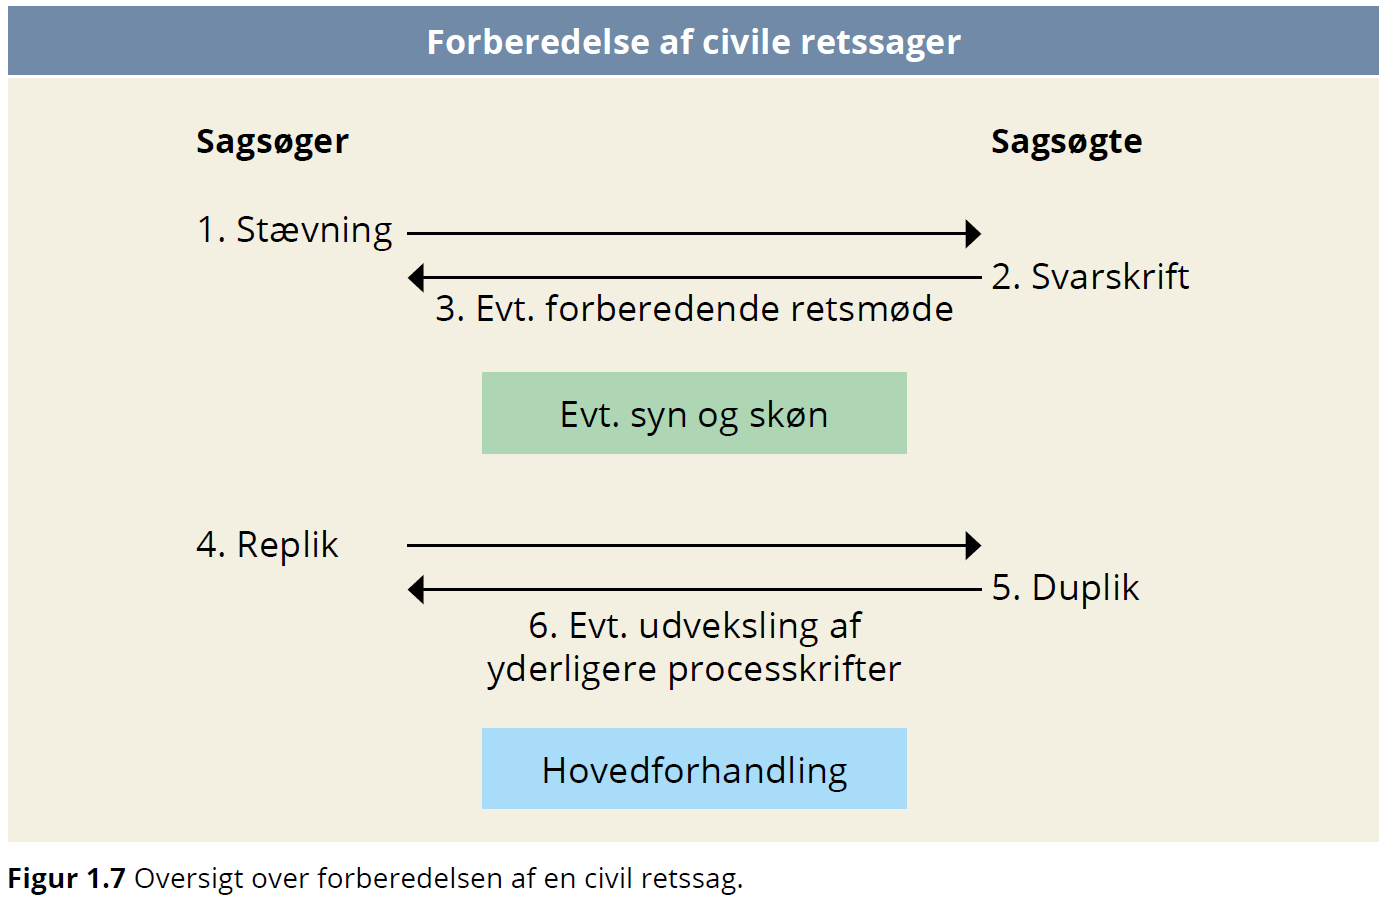 Forberedelse af civile retssager
Sagsøger
Sagsøgte
1. Stævning
2. Svarskrift
3. Evt. forberedende retsmøde
Evt. syn og skøn
4. Replik
5. Duplik
6. Evt. udveksling af
yderligere processkrifter
Hovedforhandling
Figur 1.7 Oversigt over forberedelsen af en civil retssag.